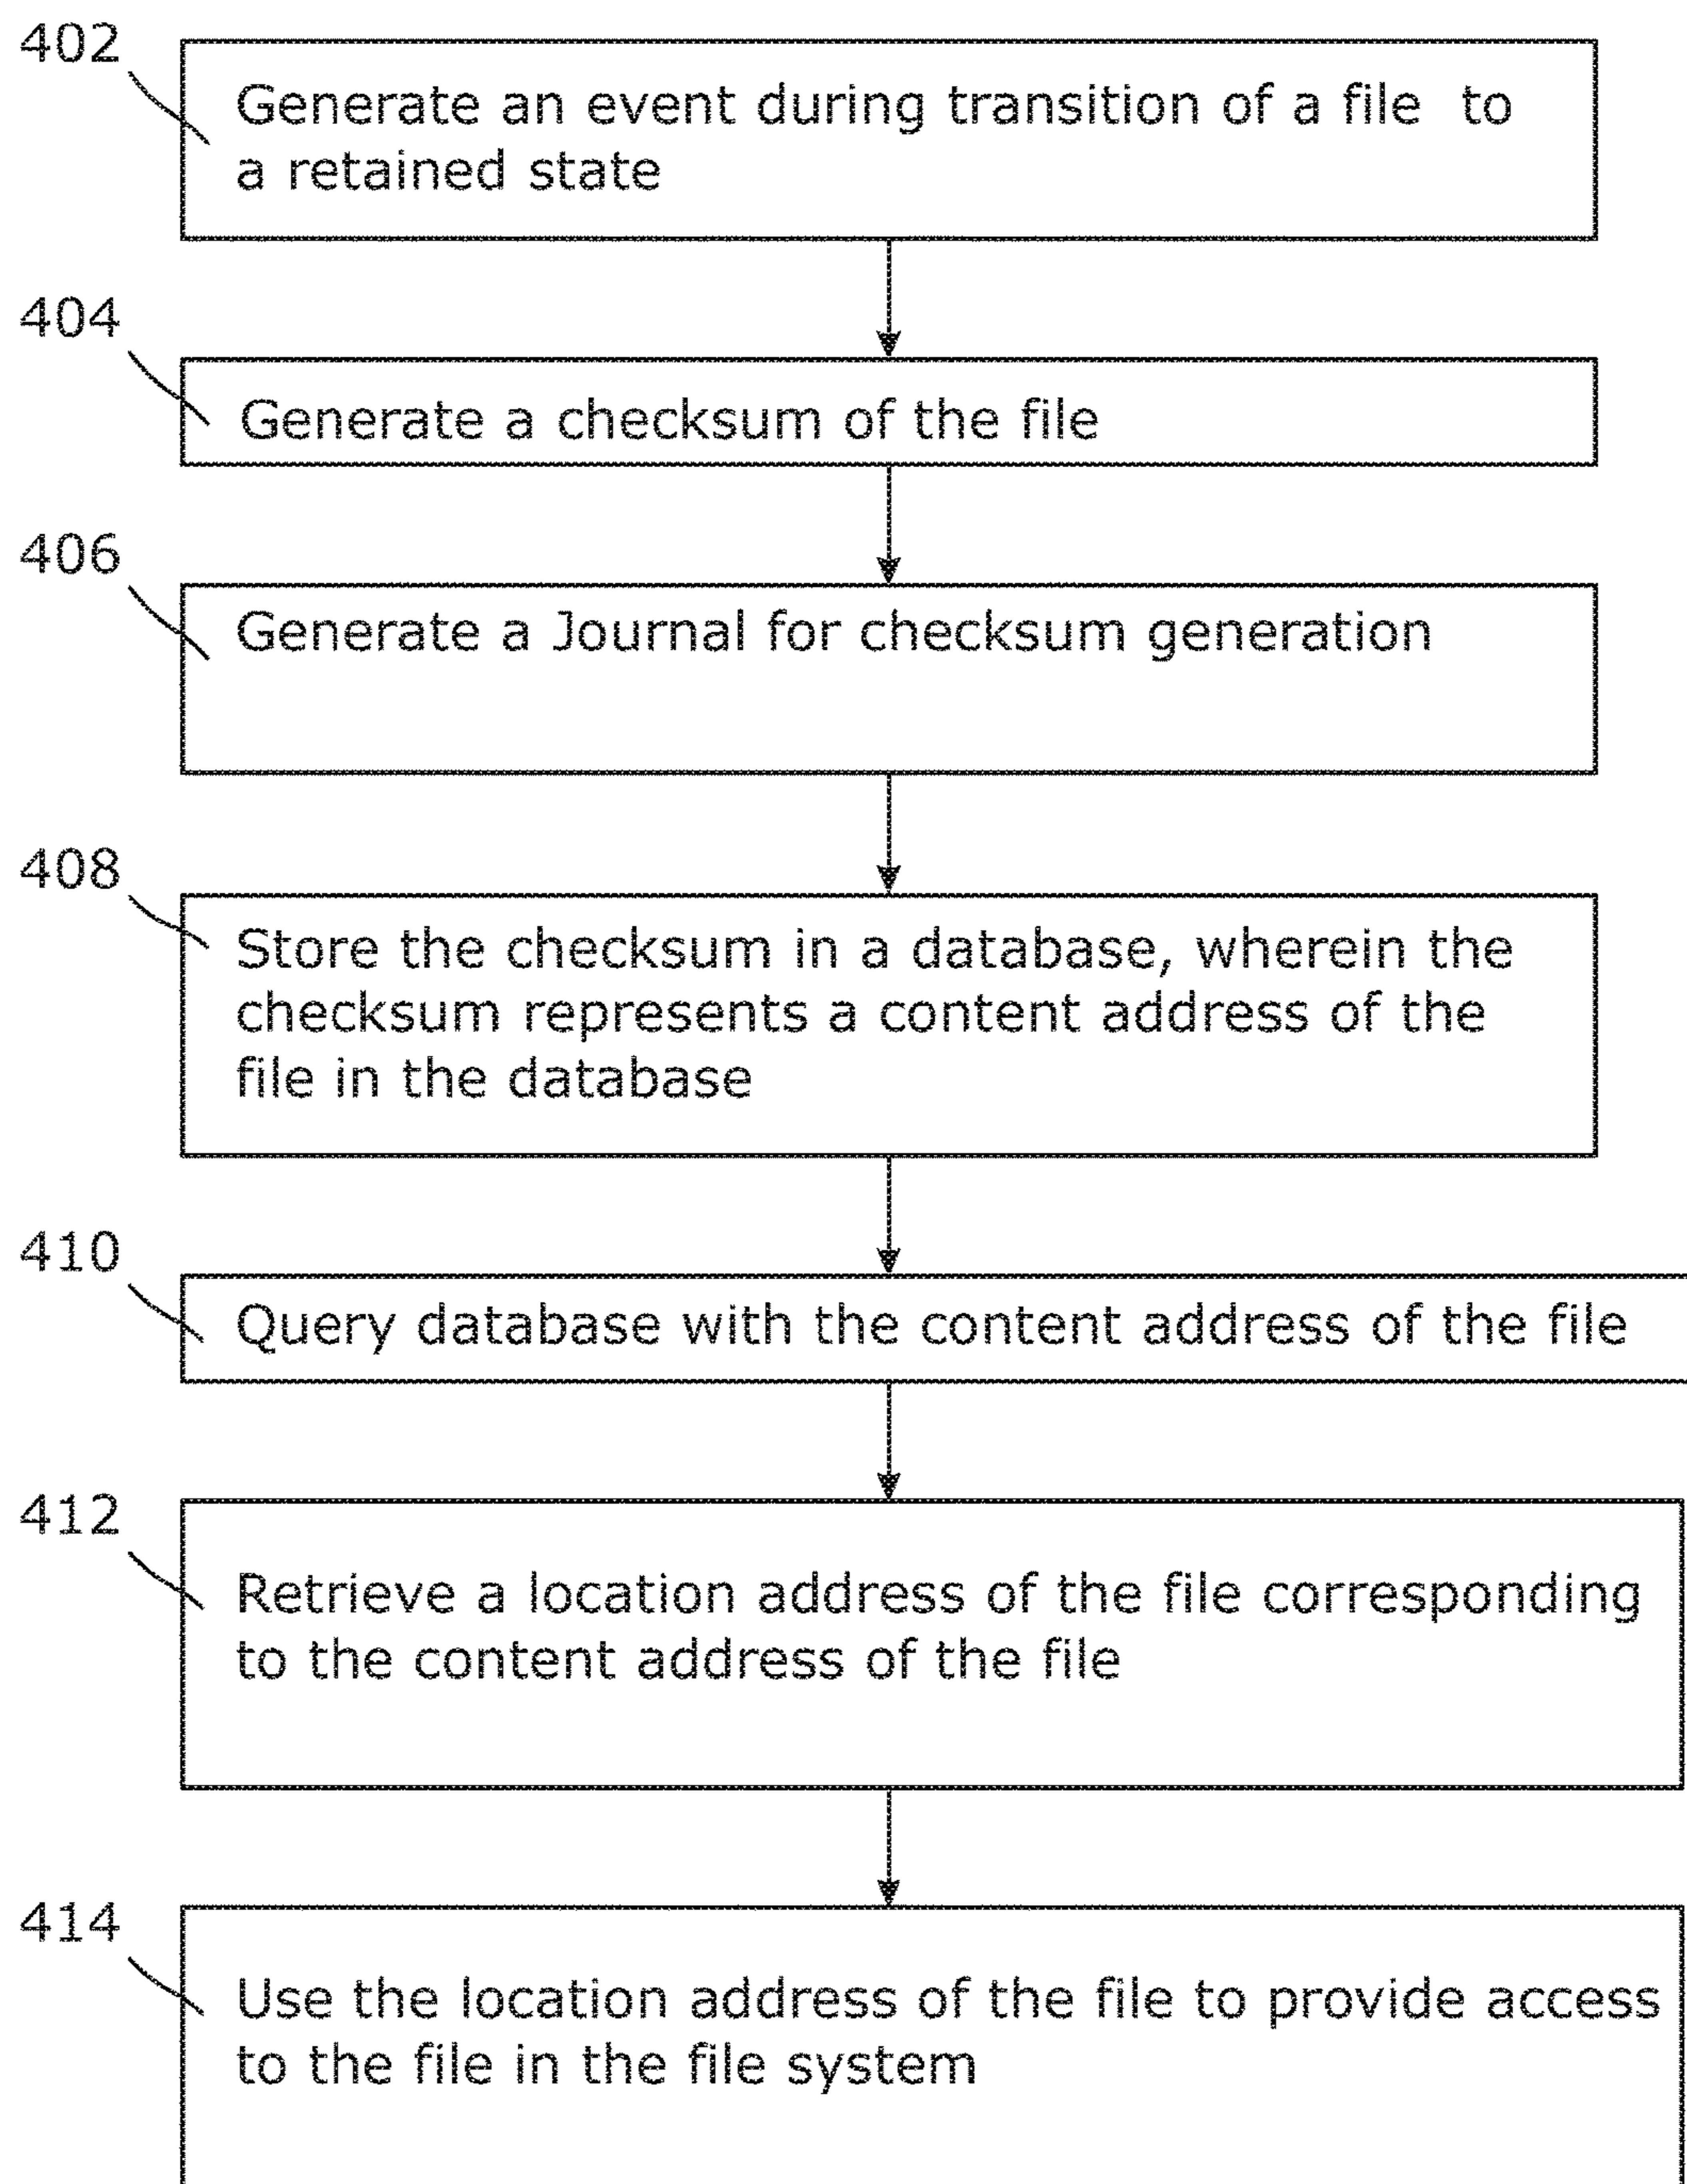 402
Generate an event during transition of a file to
a retained state
404
Generate a checksum of the file
406
Generate a Journal for checksum generation
408
Store the checksum in a database, wherein the
checksum represents a content address of the
file in the database
410
Query database with the content address of the file
412
Retrieve a location address of the file corresponding
to the content address of the file
414
Use the location address of the file to provide access
to the file in the file system